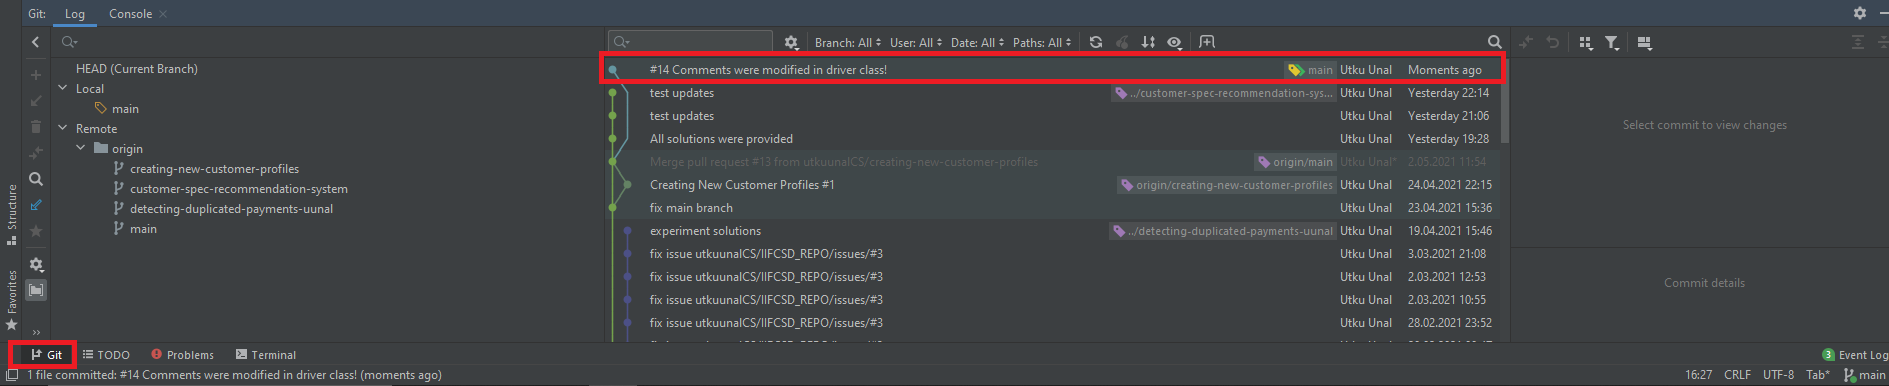 Git: Log Console
Branch: All User: All Date: All Paths: All
HEAD (Current Branch)
Local
main
Remote
origin
creating-new-customer-profiles
customer-spec-recommendation-system
detecting-duplicated-payments-uunal
main
#14 Comments were modified in driver class! main Utku Unal Moments ago
test updates ../customer-spec-recommendation-sys... Utku Unal Yesterday 22:14
test updates Utku Unal Yesterday 21:06
All solutions were provided Utku Unal Yesterday 19:28
Merge pull request #13 from utkuunalCS/creating-new-customer-profiles origin/main Utku Unal* 2.05.2021 11:54
Creating New Customer Profiles #1 origin/creating-new-customer-profiles Utku Unal 24.04.2021 22:15
fix main branch Utku Unal 23.04.2021 15:36
experiment solutions ../detecting-duplicated-payments-uunal Utku Unal 19.04.2021 15:46
fix issue utkuunalCS/IIFCSD_REPO/issues/#3 Utku Unal 3.03.2021 21:08
fix issue utkuunalCS/IIFCSD_REPO/issues/#3 Utku Unal 2.03.2021 12:53
fix issue utkuunalCS/IIFCSD_REPO/issues/#3 Utku Unal 2.03.2021 10:55
fix issue utkuunalCS/IIFCSD_REPO/issues/#3 Utku Unal 28.02.2021 23:52
Select commit to view changes
Commit details
Structure
Favorites
Git TODO Problems Terminal 3 Event Log
1 file committed: #14 Comments were modified in driver class! (moments ago) 16:27 CRLF UTF-8 Tab* main